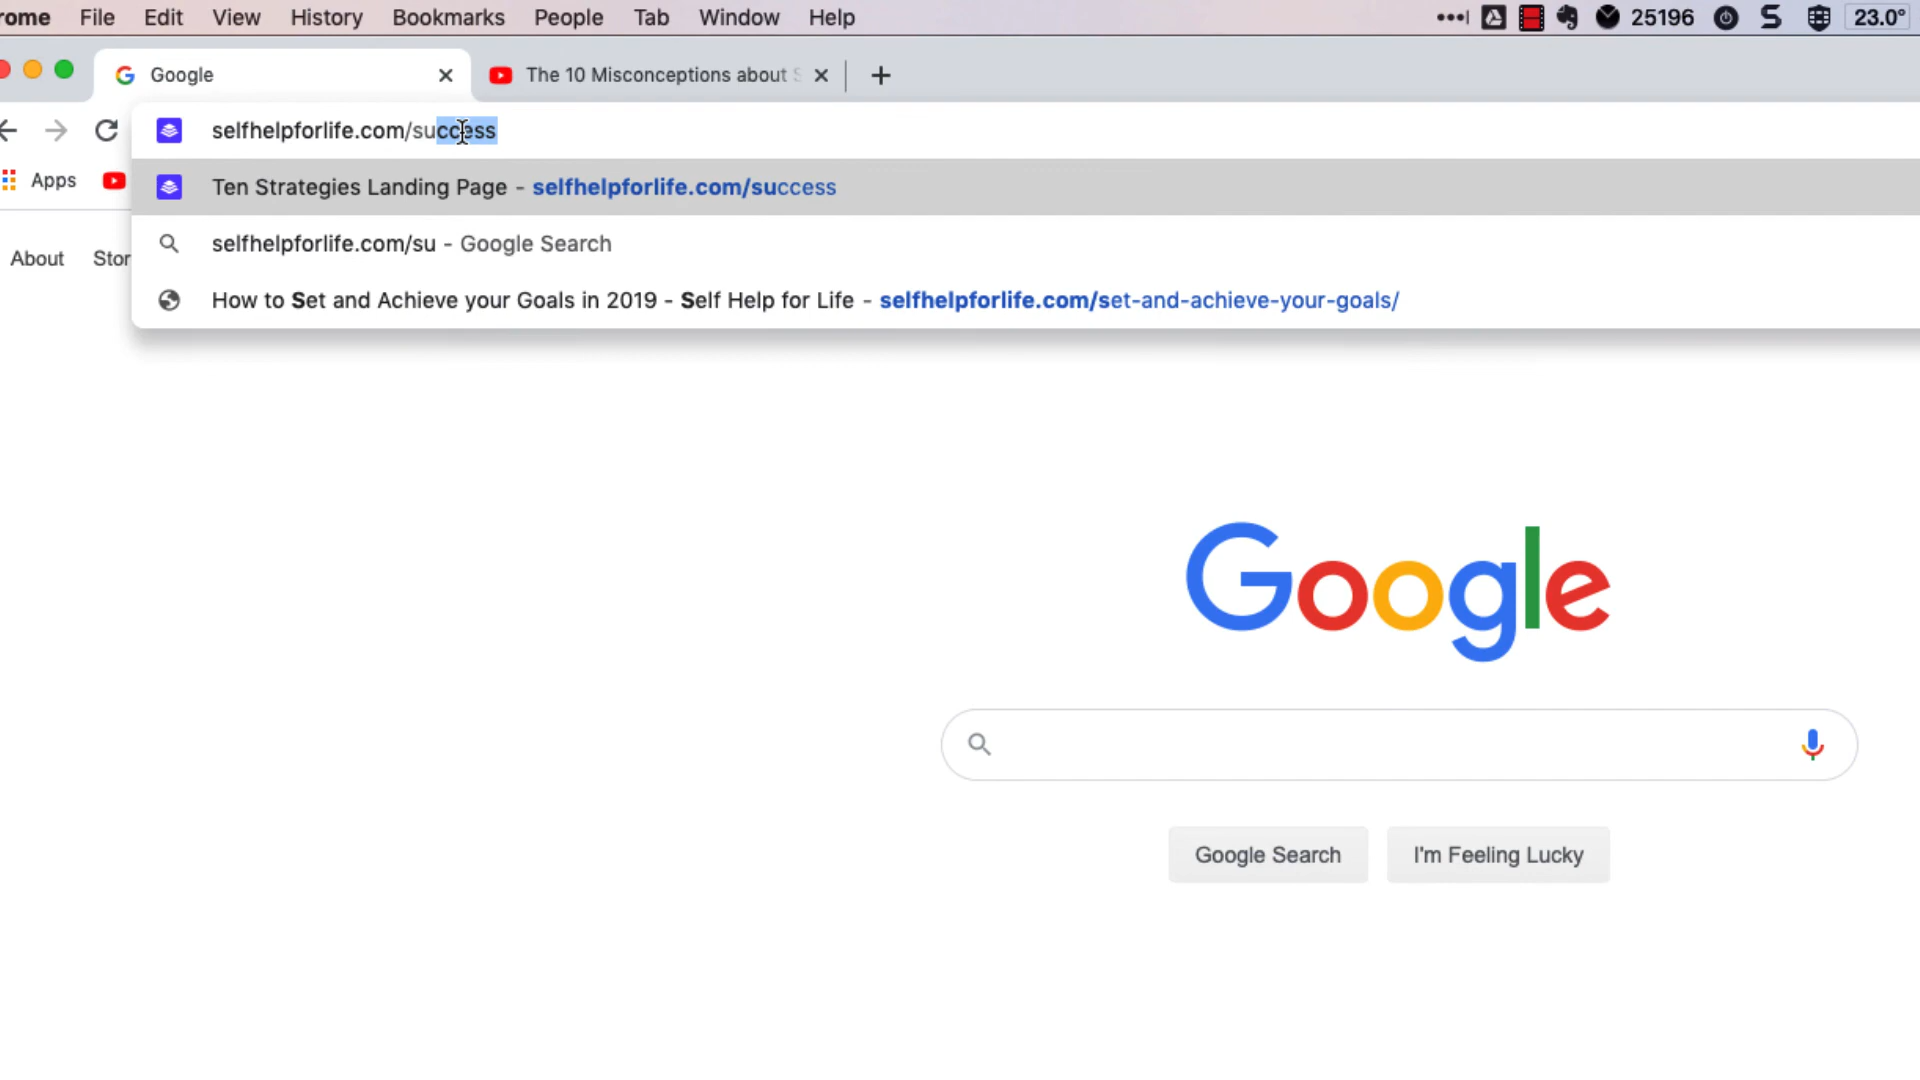 rome File Edit View History Bookmarks People Tab Window Help 25196 23.0°
Google The 10 Misconceptions about S
selfhelpforlife.com/success
Apps
Ten Strategies Landing Page - selfhelpforlife.com/success
selfhelpforlife.com/su - Google Search
About Stor
How to Set and Achieve your Goals in 2019 - Self Help for Life - selfhelpforlife.com/set-and-achieve-your-goals/
Google
Google Search I'm Feeling Lucky